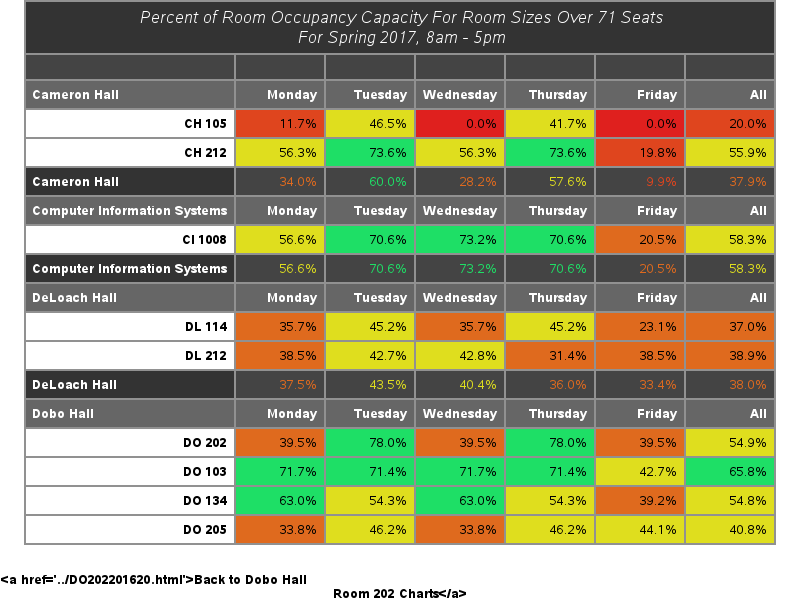 Percent of Room Occupancy Capacity For Room Sizes Over 71 Seats
For Spring 2017, 8am - 5pm
Cameron Hall Monday Tuesday Wednesday Thursday Friday All
CH 105 11.7% 46.5% 0.0% 41.7% 0.0% 20.0%
CH 212 56.3% 73.6% 56.3% 73.6% 19.8% 55.9%
Cameron Hall 34.0% 60.0% 28.2% 57.6% 9.9% 37.9%
Computer Information Systems Monday Tuesday Wednesday Thursday Friday All
CI 1008 56.6% 70.6% 73.2% 70.6% 20.5% 58.3%
Computer Information Systems 56.6% 70.6% 73.2% 70.6% 20.5% 58.3%
DeLoach Hall Monday Tuesday Wednesday Thursday Friday All
DL 114 35.7% 45.2% 35.7% 45.2% 23.1% 37.0%
DL 212 38.5% 42.7% 42.8% 31.4% 38.5% 38.9%
DeLoach Hall 37.5% 43.5% 40.4% 36.0% 33.4% 38.0%
Dobo Hall Monday Tuesday Wednesday Thursday Friday All
DO 202 39.5% 78.0% 39.5% 78.0% 39.5% 54.9%
DO 103 71.7% 71.4% 71.7% 71.4% 42.7% 65.8%
DO 134 63.0% 54.3% 63.0% 54.3% 39.2% 54.8%
DO 205 33.8% 46.2% 33.8% 46.2% 44.1% 40.8%
<a href='../DO202201620.html'>Back to Dobo Hall
Room 202 Charts</a>